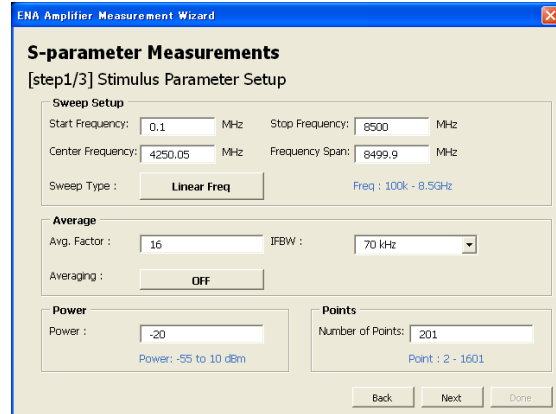 ENA Amplifier Measurement Wizard
S-parameter Measurements
[step1/3] Stimulus Parameter Setup
Sweep Setup
Start Frequency: 0.1 MHz Stop Frequency: 8500 MHz
Center Frequency: 4250.05 MHz Frequency Span: 8499.9 MHz
Sweep Type : Linear Freq Freq : 100k - 8.5GHz
Average
Avg. Factor : 16 IFBW : 70 kHz
Averaging : OFF
Power Points
Power : -20 Number of Points: 201
Power: -55 to 10 dBm Point : 2 - 1601
Back Next Done